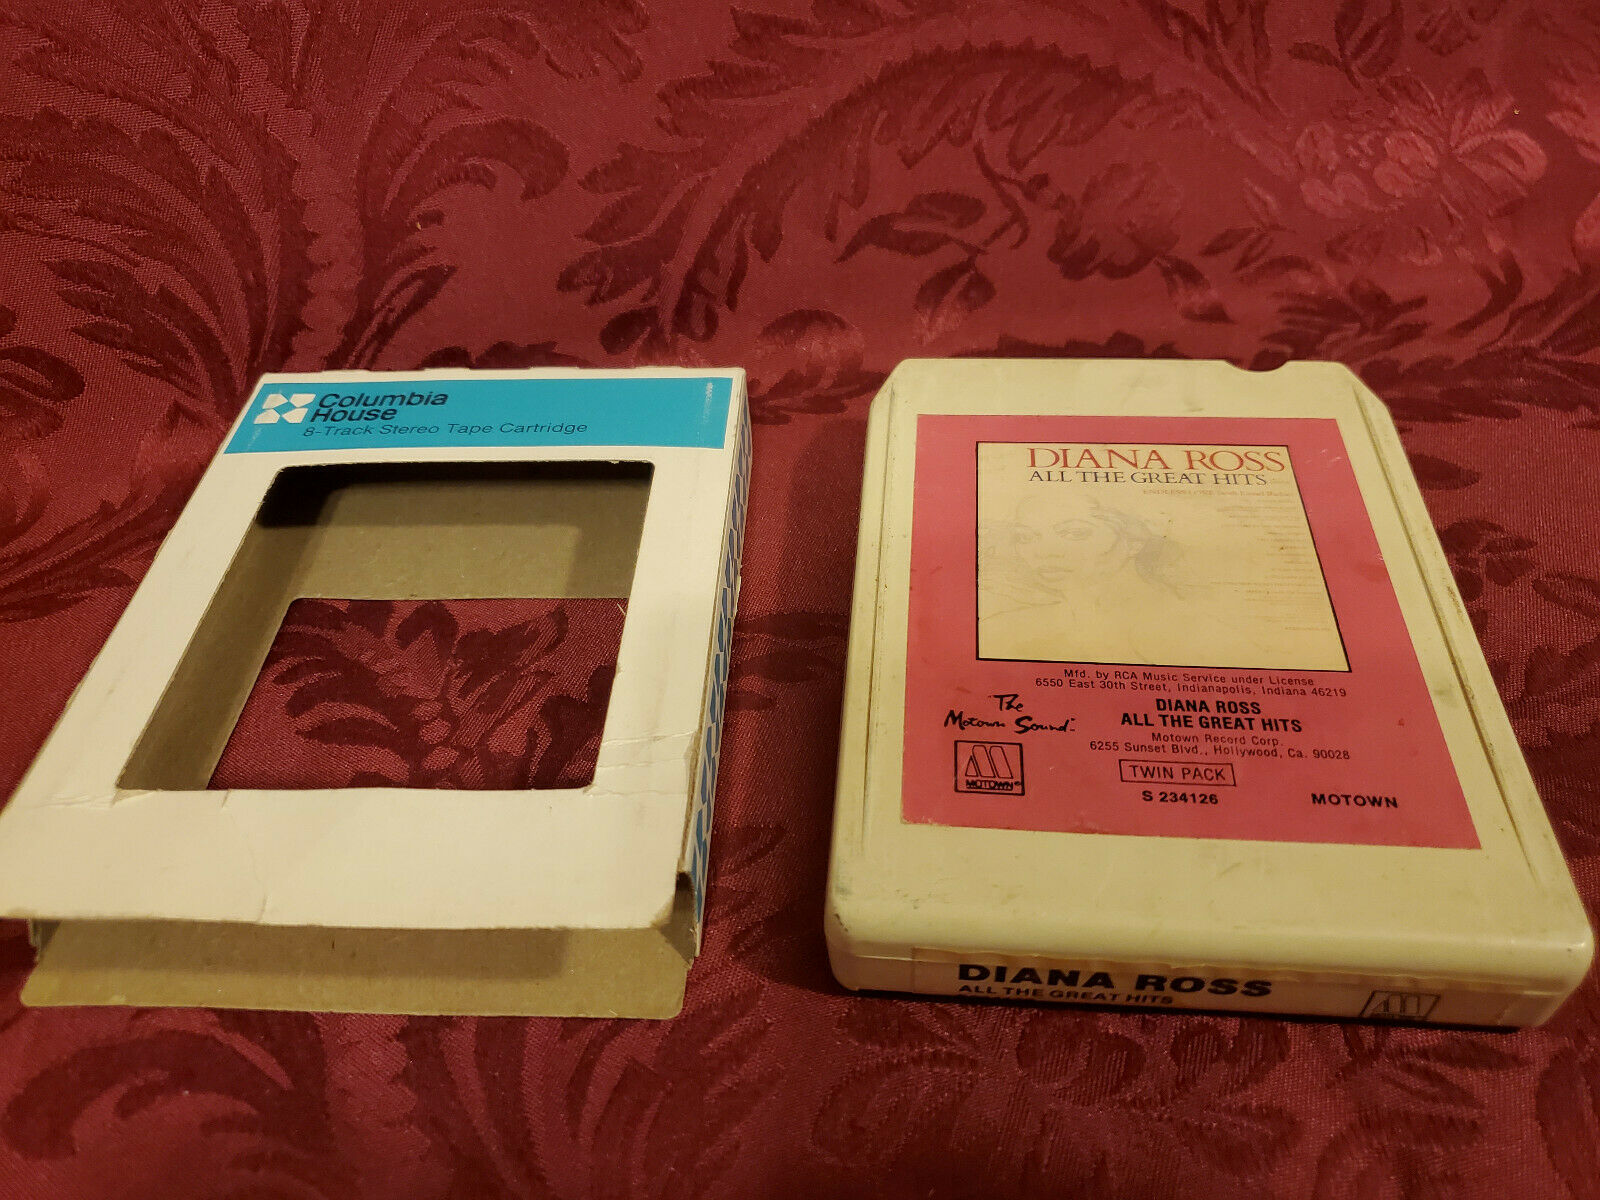 Columbia
House
8-Track Stereo Tape Cartridge
DIANA ROSS
ALL THE GREAT HITS
ENDLESS LOVE
Mfd. by RCA Music Service under License
6550 East 30th Street, Indianapolis, Indiana 46219
The
Motown Sound
DIANA ROSS
ALL THE GREAT HITS
Motown Record Corp.
6255 Sunset Blvd., Hollywood, Ca. 90028
TWIN PACK
S 234126
MOTOWN
MOTOWN
DIANA ROSS
ALL THE GREAT HITS